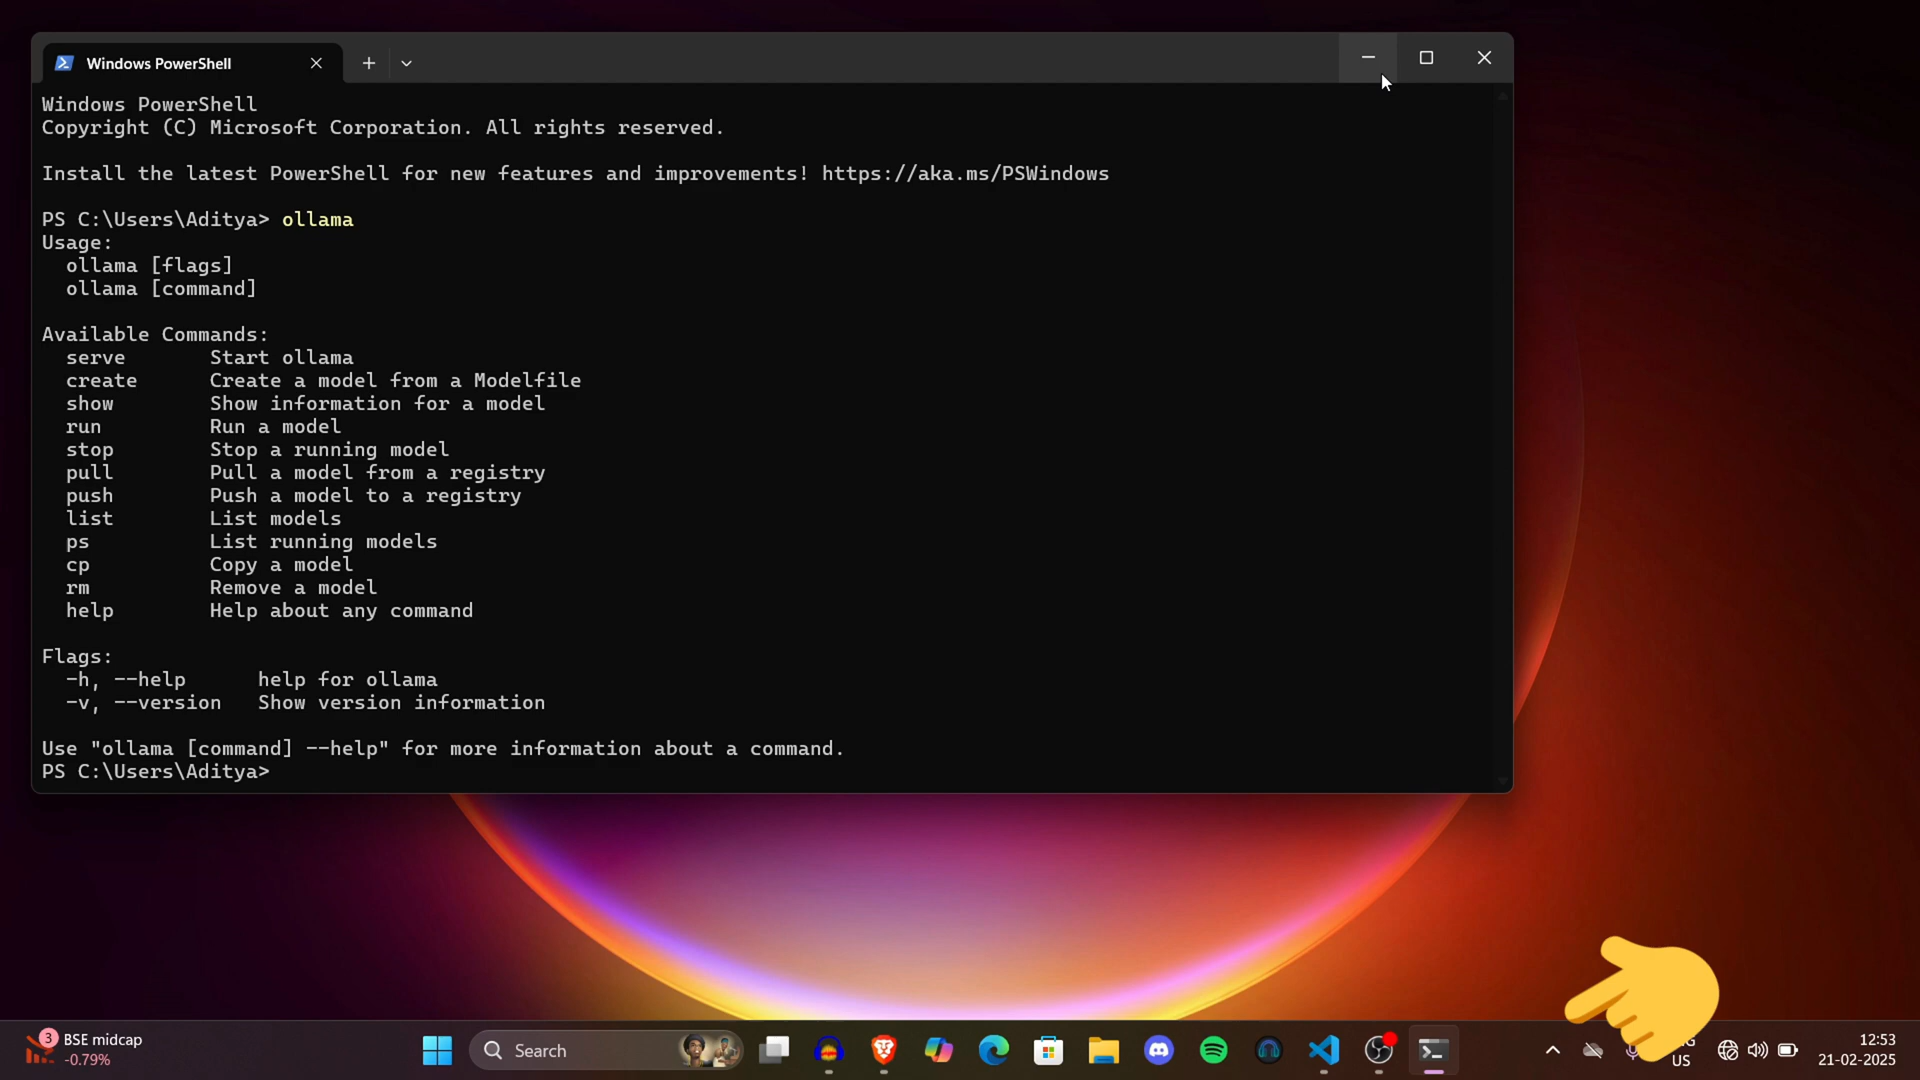 Windows PowerShell
Windows PowerShell
Copyright (C) Microsoft Corporation. All rights reserved.
Install the latest PowerShell for new features and improvements! https://aka.ms/PSWindows
PS C:\Users\Aditya> ollama
Usage:
ollama [flags]
ollama [command]
Available Commands:
serve Start ollama
create Create a model from a Modelfile
show Show information for a model
run Run a model
stop Stop a running model
pull Pull a model from a registry
push Push a model to a registry
list List models
ps List running models
cp Copy a model
rm Remove a model
help Help about any command
Flags:
-h, --help help for ollama
-v, --version Show version information
Use "ollama [command] --help" for more information about a command.
PS C:\Users\Aditya>
3
BSE midcap
-0.79%
Search
US
12:53
21-02-2025